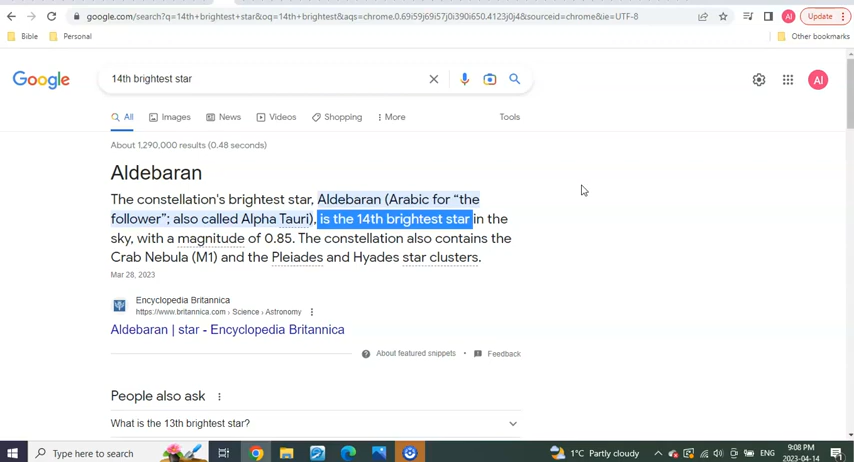 google.com/search?q=14th+brightest+star&oq=14th+brightest&aqs=chrome.0.69i59j69i57j0i390i650.4123j0j4&sourceid=chrome&ie=UTF-8
Update
Bible
Personal
Other bookmarks
Google
14th brightest star
AI
All
Images
News
Videos
Shopping
More
Tools
About 1,290,000 results (0.48 seconds)
Aldebaran
The constellation's brightest star, Aldebaran (Arabic for “the
follower”; also called Alpha Tauri), is the 14th brightest star in the
sky, with a magnitude of 0.85. The constellation also contains the
Crab Nebula (M1) and the Pleiades and Hyades star clusters.
Mar 28, 2023
Encyclopedia Britannica
https://www.britannica.com › Science › Astronomy
Aldebaran | star - Encyclopedia Britannica
About featured snippets • Feedback
People also ask
What is the 13th brightest star?
Type here to search
1°C Partly cloudy
ENG
9:08 PM
2023-04-14